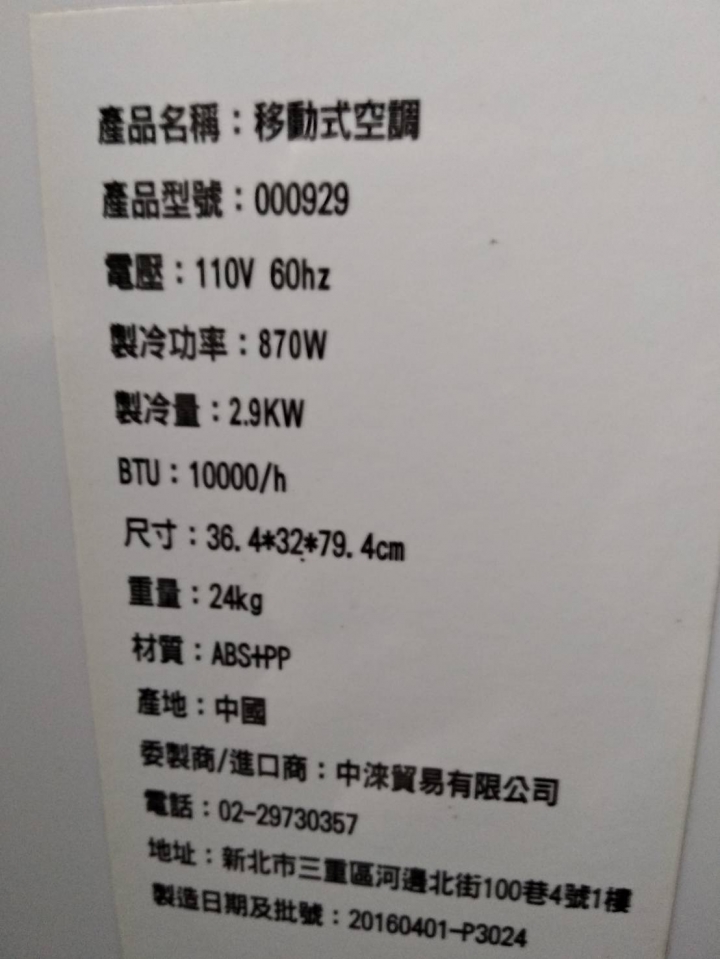 產品名稱：移動式空調
產品型號：000929
電壓：110V 60hz
製冷功率：870W
製冷量：2.9KW
BTU：10000/h
尺寸：36.4*32*79.4cm
重量：24kg
材質：ABS+PP
產地：中國
委製商/進口商：中淶貿易有限公司
電話：02-29730357
地址：新北市三重區河邊北街100巷4號1樓
製造日期及批號：20160401-P3024